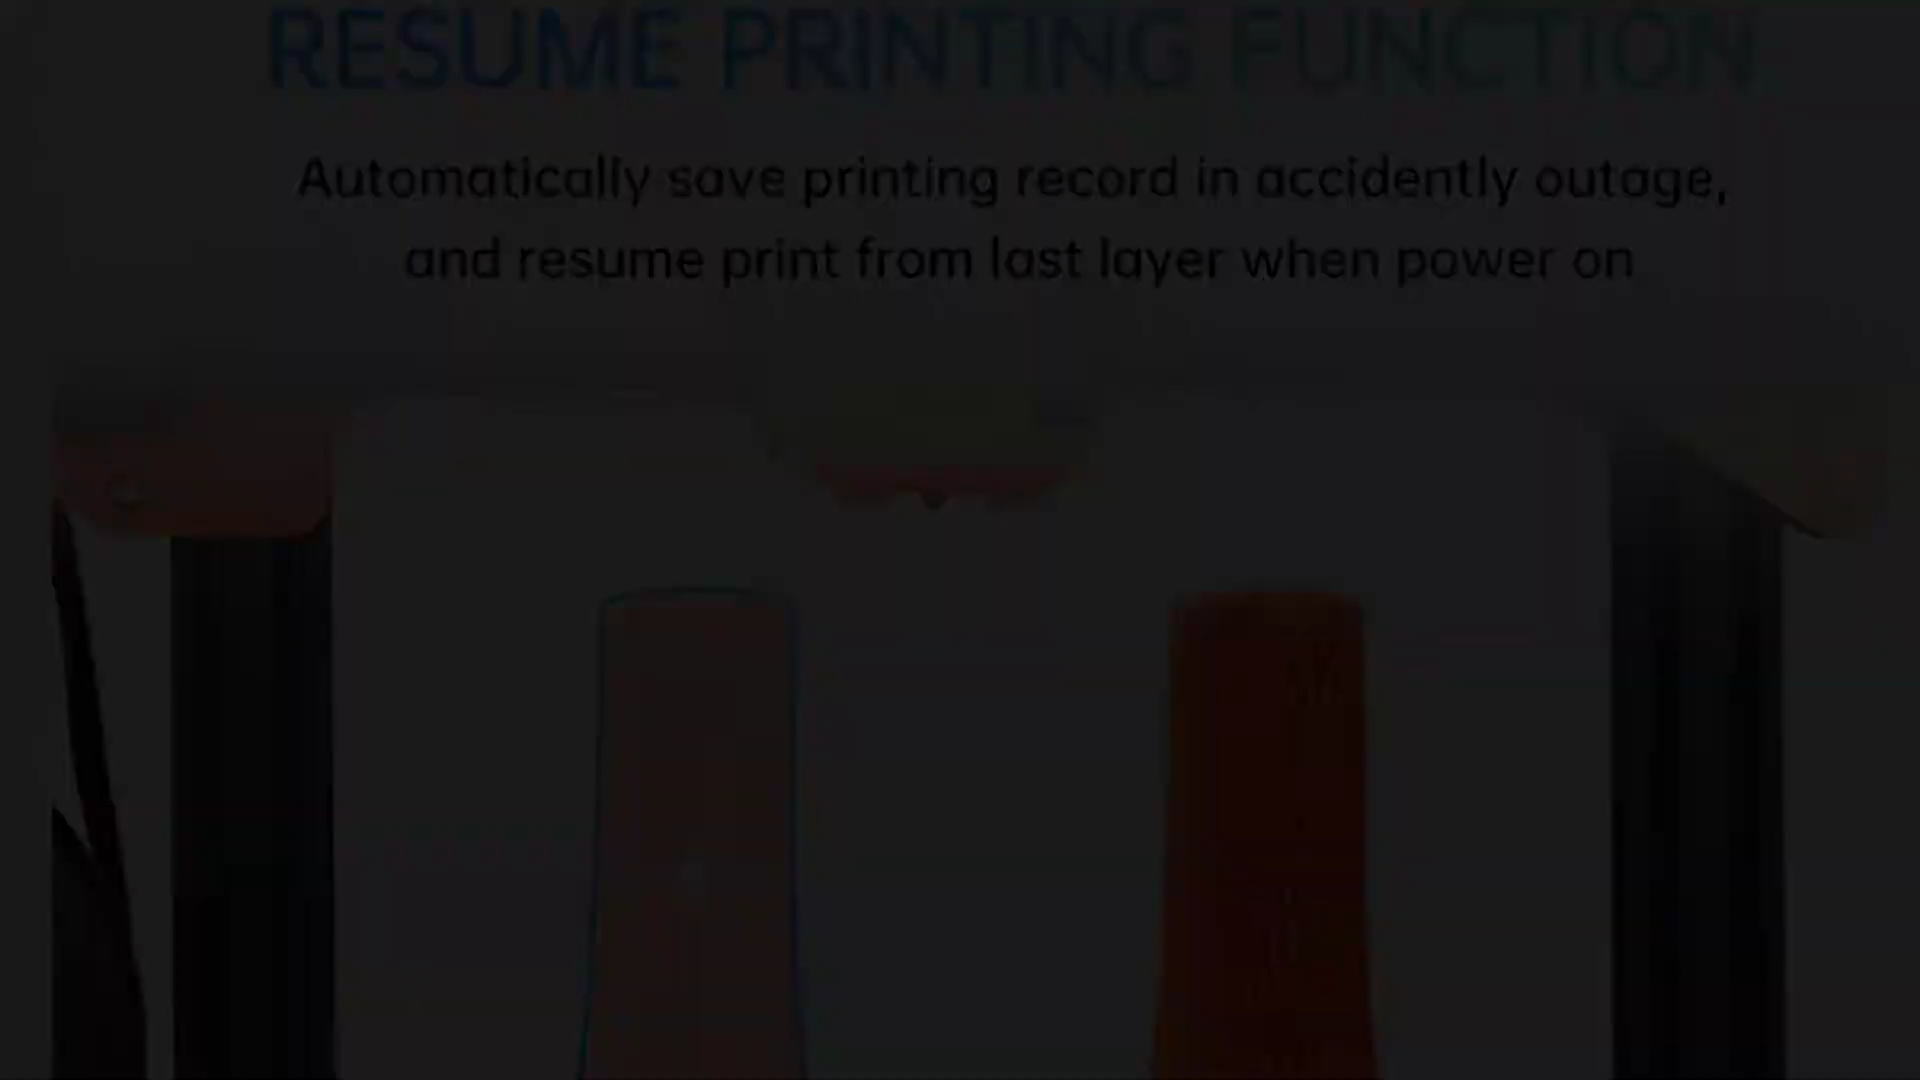 RESUME PRINTING FUNCTION
Automatically save printing record in accidently outage,
and resume print from last layer when power on